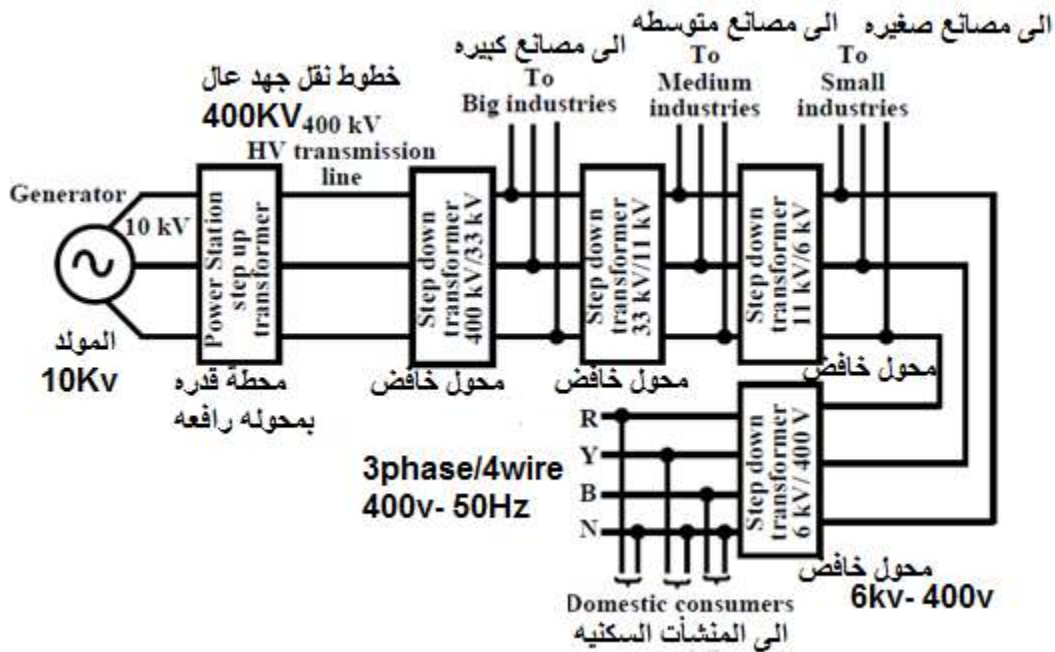 الى مصانع كبيره
To
Big industries
الى مصانع متوسطه
To
Medium
industries
الى مصانع صغيره
To
Small
industries
خطوط نقل جهد عال
400KV
400 kV
HV transmission
line
Generator
10 kV
المولد
10Kv
Power Station
step up
transformer
محطة قدره
بمحوله رافعه
Step down
transformer
400 kV/33 kV
محول خافض
Step down
transformer
33 kV/11 kV
محول خافض
Step down
transformer
11 kV/6 kV
محول خافض
Step down
transformer
6 kV/ 400 V
محول خافض
6kv- 400v
3phase/4wire
400v- 50Hz
R
Y
B
N
Domestic consumers
الى المنشأت السكنيه